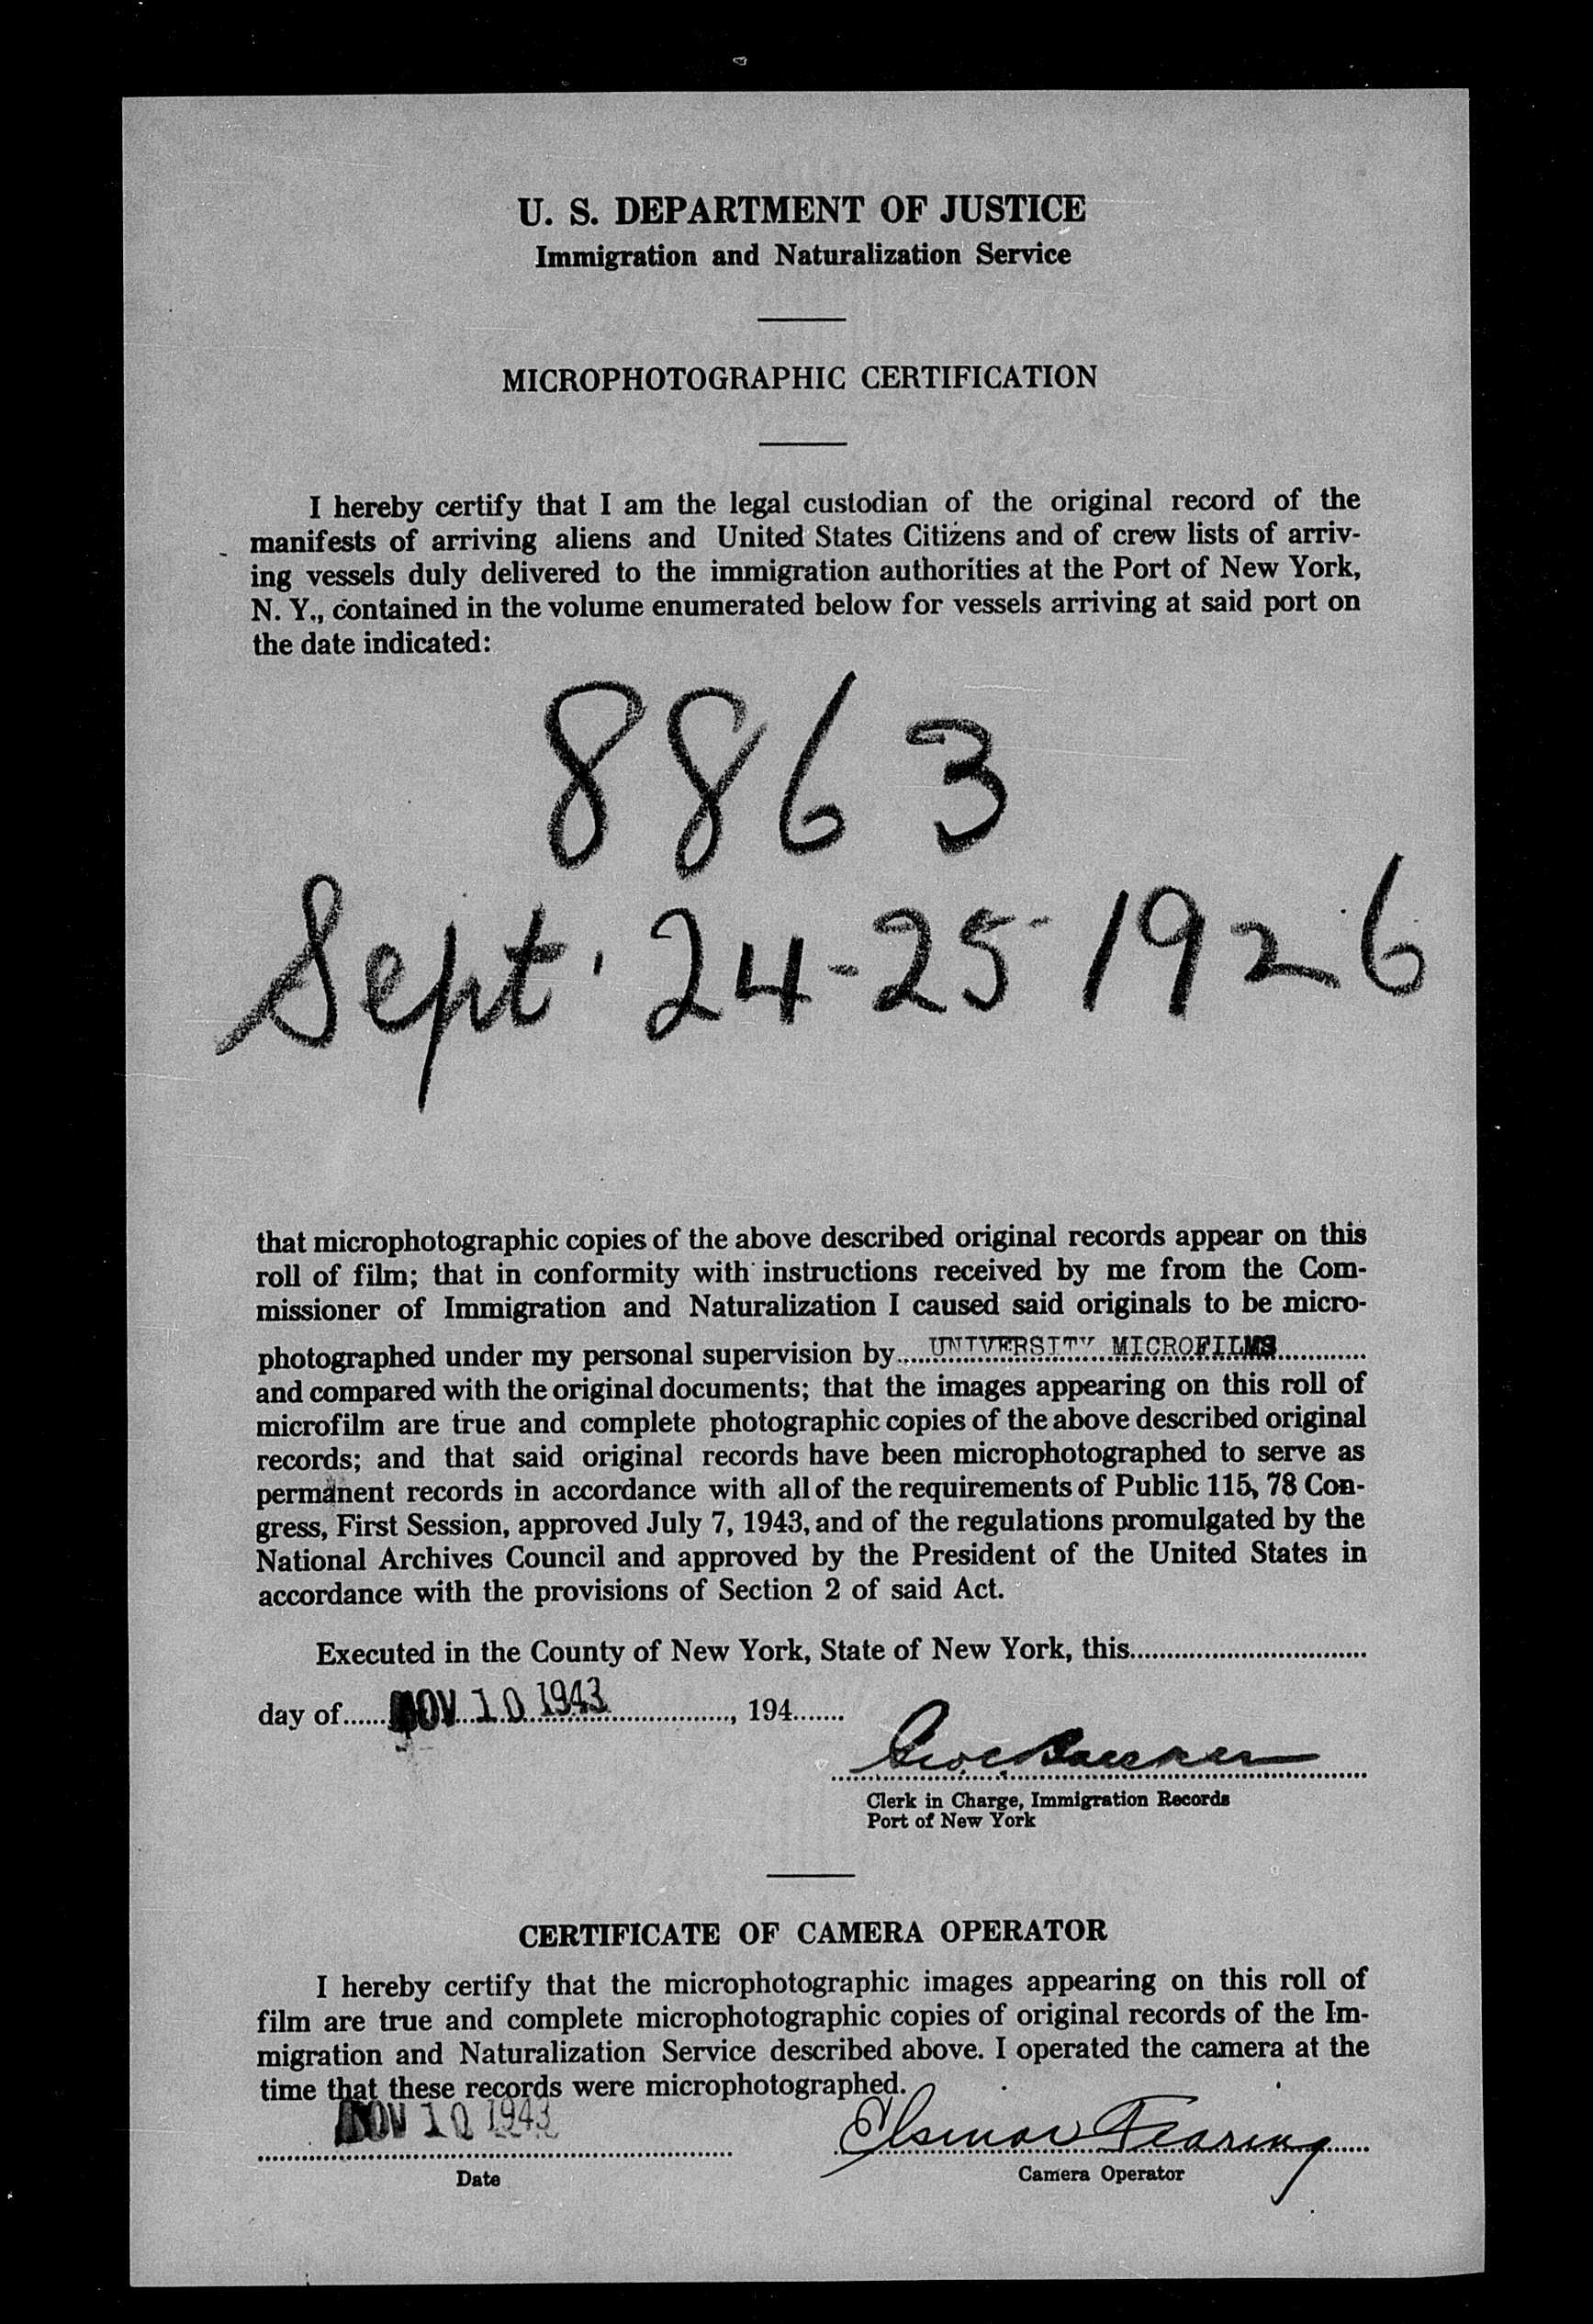 U. S. DEPARTMENT OF JUSTICE
Immigration and Naturalization Service
MICROPHOTOGRAPHIC CERTIFICATION
I hereby certify that I am the legal custodian of the original record of the
manifests of arriving aliens and United States Citizens and of crew lists of arriv-
ing vessels duly delivered to the immigration authorities at the Port of New York,
N. Y., contained in the volume enumerated below for vessels arriving at said port on
the date indicated:
8863
Sept. 24-25 1926
that microphotographic copies of the above described original records appear on this
roll of film; that in conformity with instructions received by me from the Com-
missioner of Immigration and Naturalization I caused said originals to be micro-
photographed under my personal supervision by UNIVERSITY MICROFILMS
and compared with the original documents; that the images appearing on this roll of
microfilm are true and complete photographic copies of the above described original
records; and that said original records have been microphotographed to serve as
permanent records in accordance with all of the requirements of Public 115, 78 Con-
gress, First Session, approved July 7, 1943, and of the regulations promulgated by the
National Archives Council and approved by the President of the United States in
accordance with the provisions of Section 2 of said Act.
Executed in the County of New York, State of New York, this
day of NOV 10 1943, 194
Clerk in Charge, Immigration Records
Port of New York
CERTIFICATE OF CAMERA OPERATOR
I hereby certify that the microphotographic images appearing on this roll of
film are true and complete microphotographic copies of original records of the Im-
migration and Naturalization Service described above. I operated the camera at the
time that these records were microphotographed.
NOV 10 1943
Date
Fearing
Camera Operator